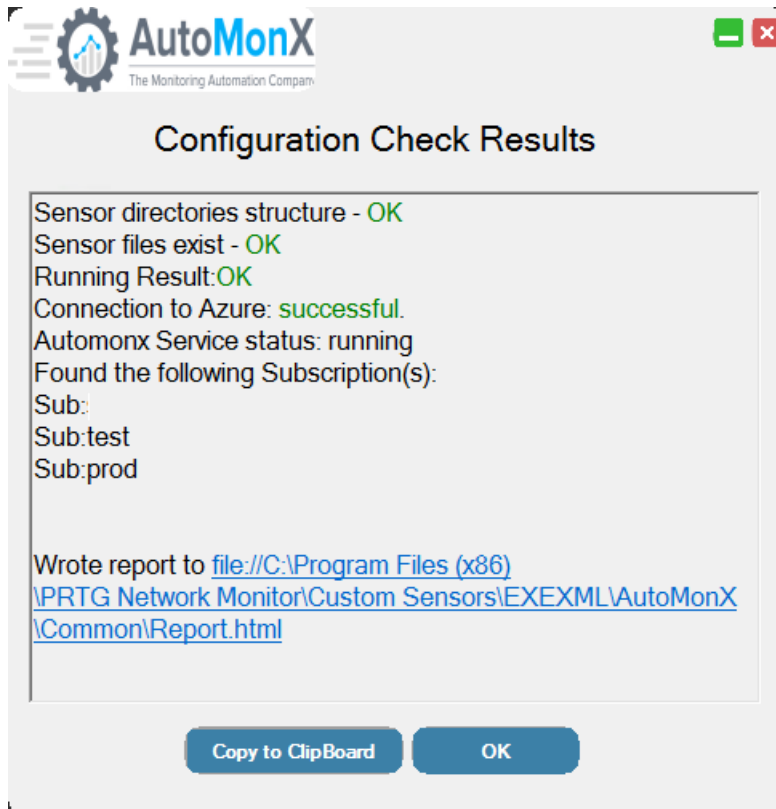 AutoMonX
The Monitoring Automation Company
Configuration Check Results
Sensor directories structure - OK
Sensor files exist - OK
Running Result:OK
Connection to Azure: successful.
Automonx Service status: running
Found the following Subscription(s):
Sub:
Sub:test
Sub:prod
Wrote report to file://C:\Program Files (x86)
\PRTG Network Monitor\Custom Sensors\EXEXML\AutoMonX
\Common\Report.html
Copy to ClipBoard
OK